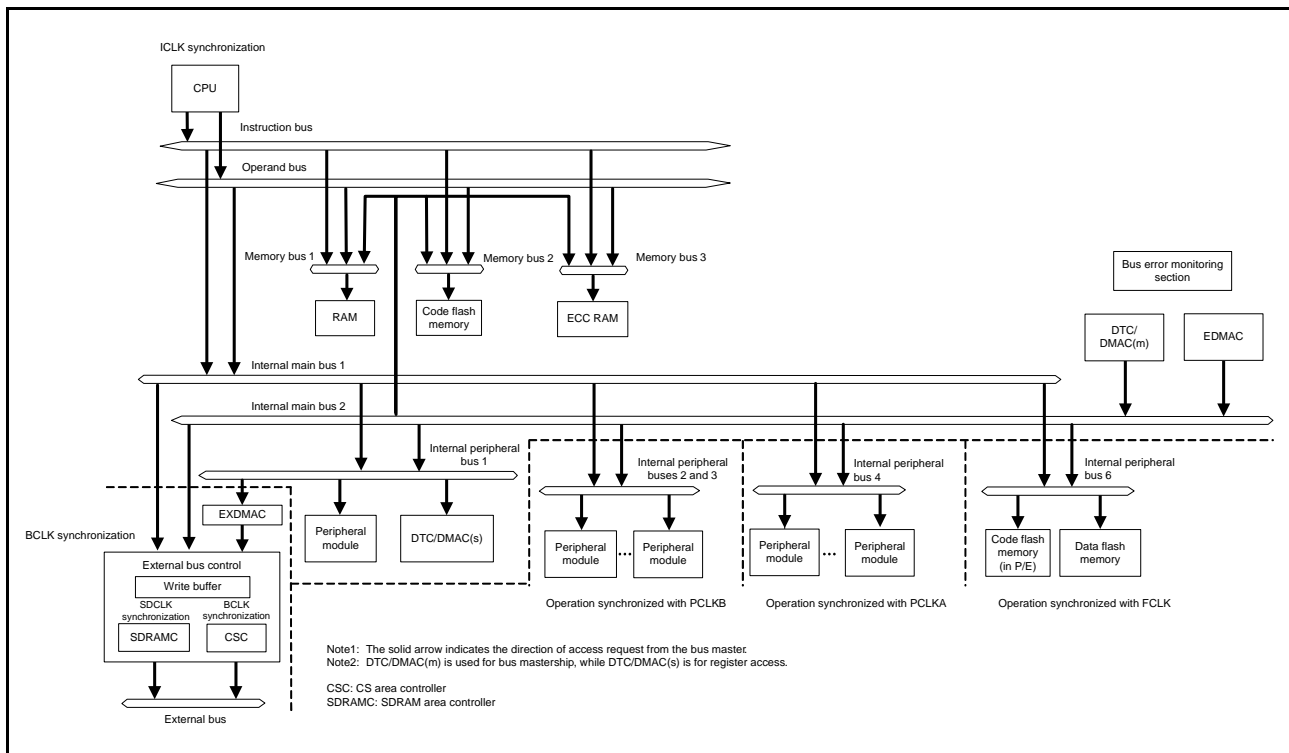 ICLK synchronization
CPU
Instruction bus
Operand bus
Memory bus 1
Memory bus 2
Memory bus 3
RAM
Code flash
memory
ECC RAM
Bus error monitoring
section
DTC/
DMAC(m)
EDMAC
Internal main bus 1
Internal main bus 2
Internal peripheral
bus 1
Internal peripheral
buses 2 and 3
Internal peripheral
bus 4
Internal peripheral
bus 6
BCLK synchronization
EXDMAC
Peripheral
module
DTC/DMAC(s)
Peripheral
module
...
Peripheral
module
Peripheral
module
...
Peripheral
module
Code flash
memory
(in P/E)
Data flash
memory
External bus control
Write buffer
SDCLK
synchronization
BCLK
synchronization
SDRAMC
CSC
Operation synchronized with PCLKB
Operation synchronized with PCLKA
Operation synchronized with FCLK
Note1: The solid arrow indicates the direction of access request from the bus master.
Note2: DTC/DMAC(m) is used for bus mastership, while DTC/DMAC(s) is for register access.
CSC: CS area controller
SDRAMC: SDRAM area controller
External bus